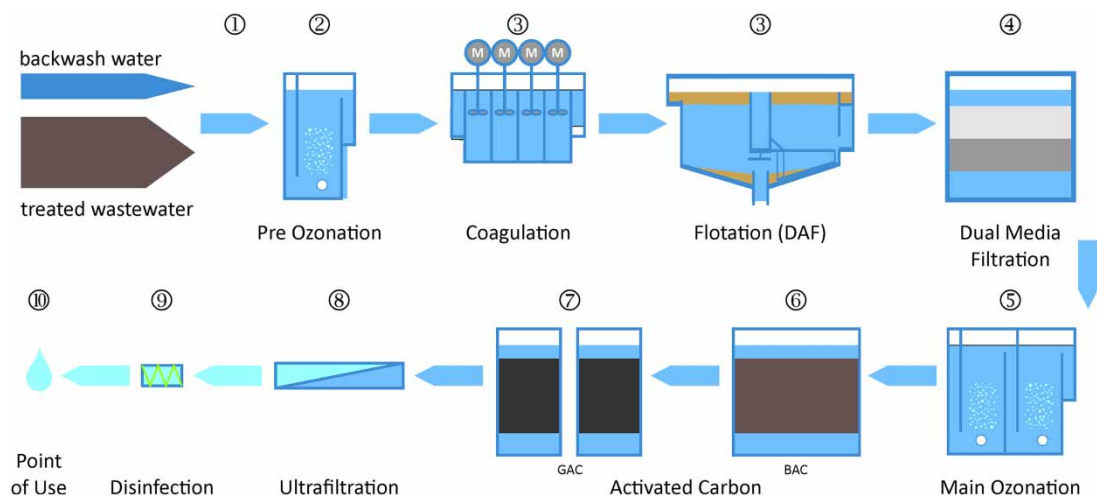 ① ② ③ ③ ④
backwash water
M M M M
treated wastewater
Pre Ozonation Coagulation Flotation (DAF) Dual Media
Filtration
⑩ ⑨ ⑧ ⑦ ⑥ ⑤
GAC BAC
Point
of Use Disinfection Ultrafiltration Activated Carbon Main Ozonation